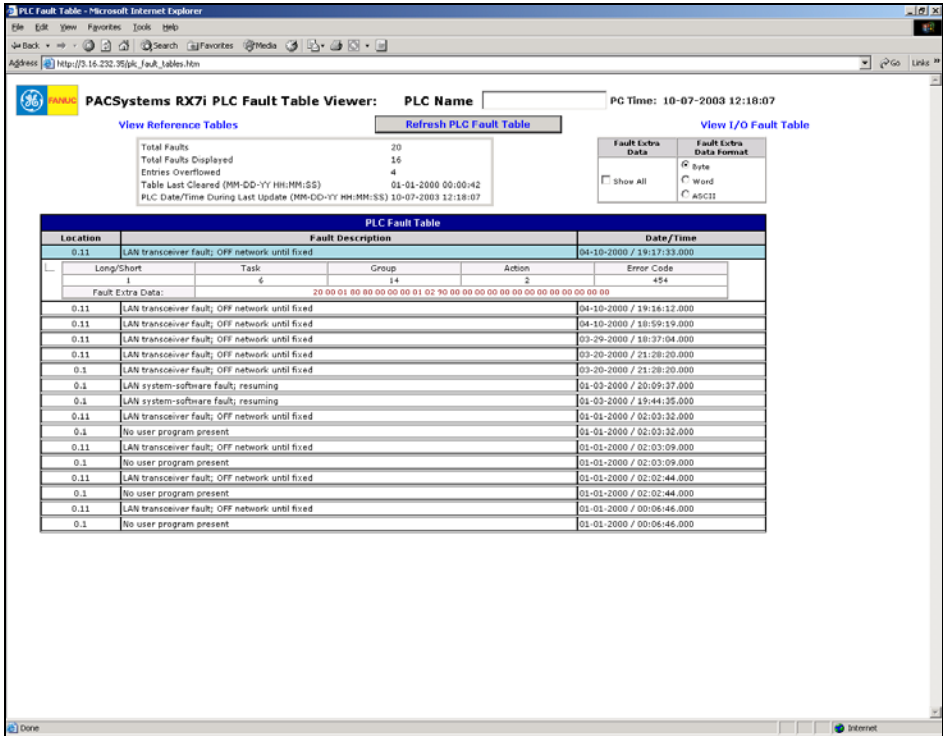 PLC Fault Table - Microsoft Internet Explorer
File Edit View Favorites Tools Help
Back Search Favorites Media
Address http://3.16.232.35/plc_fault_tables.htm Go Links »
FANUC PACSystems RX7i PLC Fault Table Viewer: PLC Name PC Time: 10-07-2003 12:18:07
View Reference Tables Refresh PLC Fault Table View I/O Fault Table
Total Faults 20
Total Faults Displayed 16
Entries Overflowed 4
Table Last Cleared (MM-DD-YY HH:MM:SS) 01-01-2000 00:00:42
PLC Date/Time During Last Update (MM-DD-YY HH:MM:SS) 10-07-2003 12:18:07
Fault Extra Data Fault Extra Data Format
Show All Byte
Word
ASCII
PLC Fault Table
Location Fault Description Date/Time
0.11 LAN transceiver fault; OFF network until fixed 04-10-2000 / 19:17:33.000
Long/Short Task Group Action Error Code
1 6 14 2 454
Fault Extra Data:
0.11 LAN transceiver fault; OFF network until fixed 04-10-2000 / 19:16:12.000
0.11 LAN transceiver fault; OFF network until fixed 04-10-2000 / 18:59:19.000
0.11 LAN transceiver fault; OFF network until fixed 03-29-2000 / 18:37:04.000
0.11 LAN transceiver fault; OFF network until fixed 03-20-2000 / 21:28:20.000
0.1 LAN transceiver fault; OFF network until fixed 03-20-2000 / 21:28:20.000
0.1 LAN system-software fault; resuming 01-03-2000 / 20:09:37.000
0.1 LAN system-software fault; resuming 01-03-2000 / 19:44:35.000
0.11 LAN transceiver fault; OFF network until fixed 01-01-2000 / 02:03:32.000
0.1 No user program present 01-01-2000 / 02:03:32.000
0.11 LAN transceiver fault; OFF network until fixed 01-01-2000 / 02:03:09.000
0.1 No user program present 01-01-2000 / 02:03:09.000
0.11 LAN transceiver fault; OFF network until fixed 01-01-2000 / 02:02:44.000
0.1 No user program present 01-01-2000 / 02:02:44.000
0.11 LAN transceiver fault; OFF network until fixed 01-01-2000 / 00:06:46.000
0.1 No user program present 01-01-2000 / 00:06:46.000
Done Internet